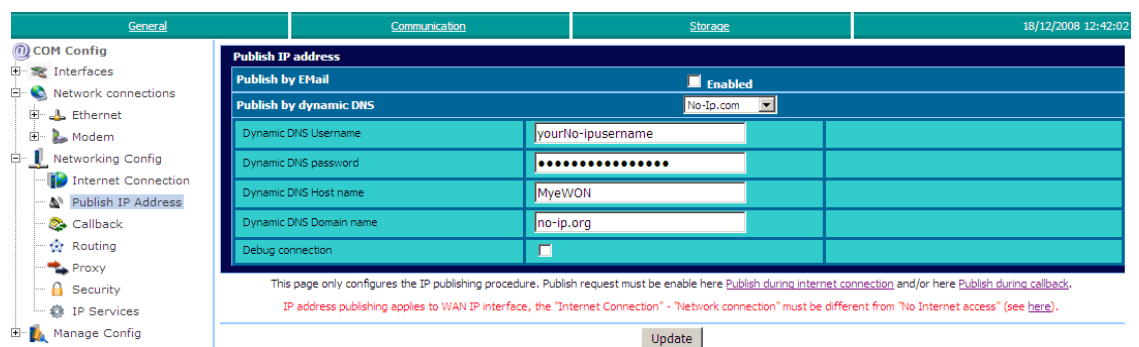 General Communication Storage 18/12/2008 12:42:02
COM Config
Interfaces
Network connections
Ethernet
Modem
Networking Config
Internet Connection
Publish IP Address
Callback
Routing
Proxy
Security
IP Services
Manage Config
Publish IP address
Publish by EMail Enabled
Publish by dynamic DNS No-Ip.com
Dynamic DNS Username yourNo-ipusername
Dynamic DNS password ●●●●●●●●●●●●●●●●
Dynamic DNS Host name MyeWON
Dynamic DNS Domain name no-ip.org
Debug connection
This page only configures the IP publishing procedure. Publish request must be enable here Publish during internet connection and/or here Publish during callback.
IP address publishing applies to WAN IP interface, the "Internet Connection" - "Network connection" must be different from "No Internet access" (see here).
Update